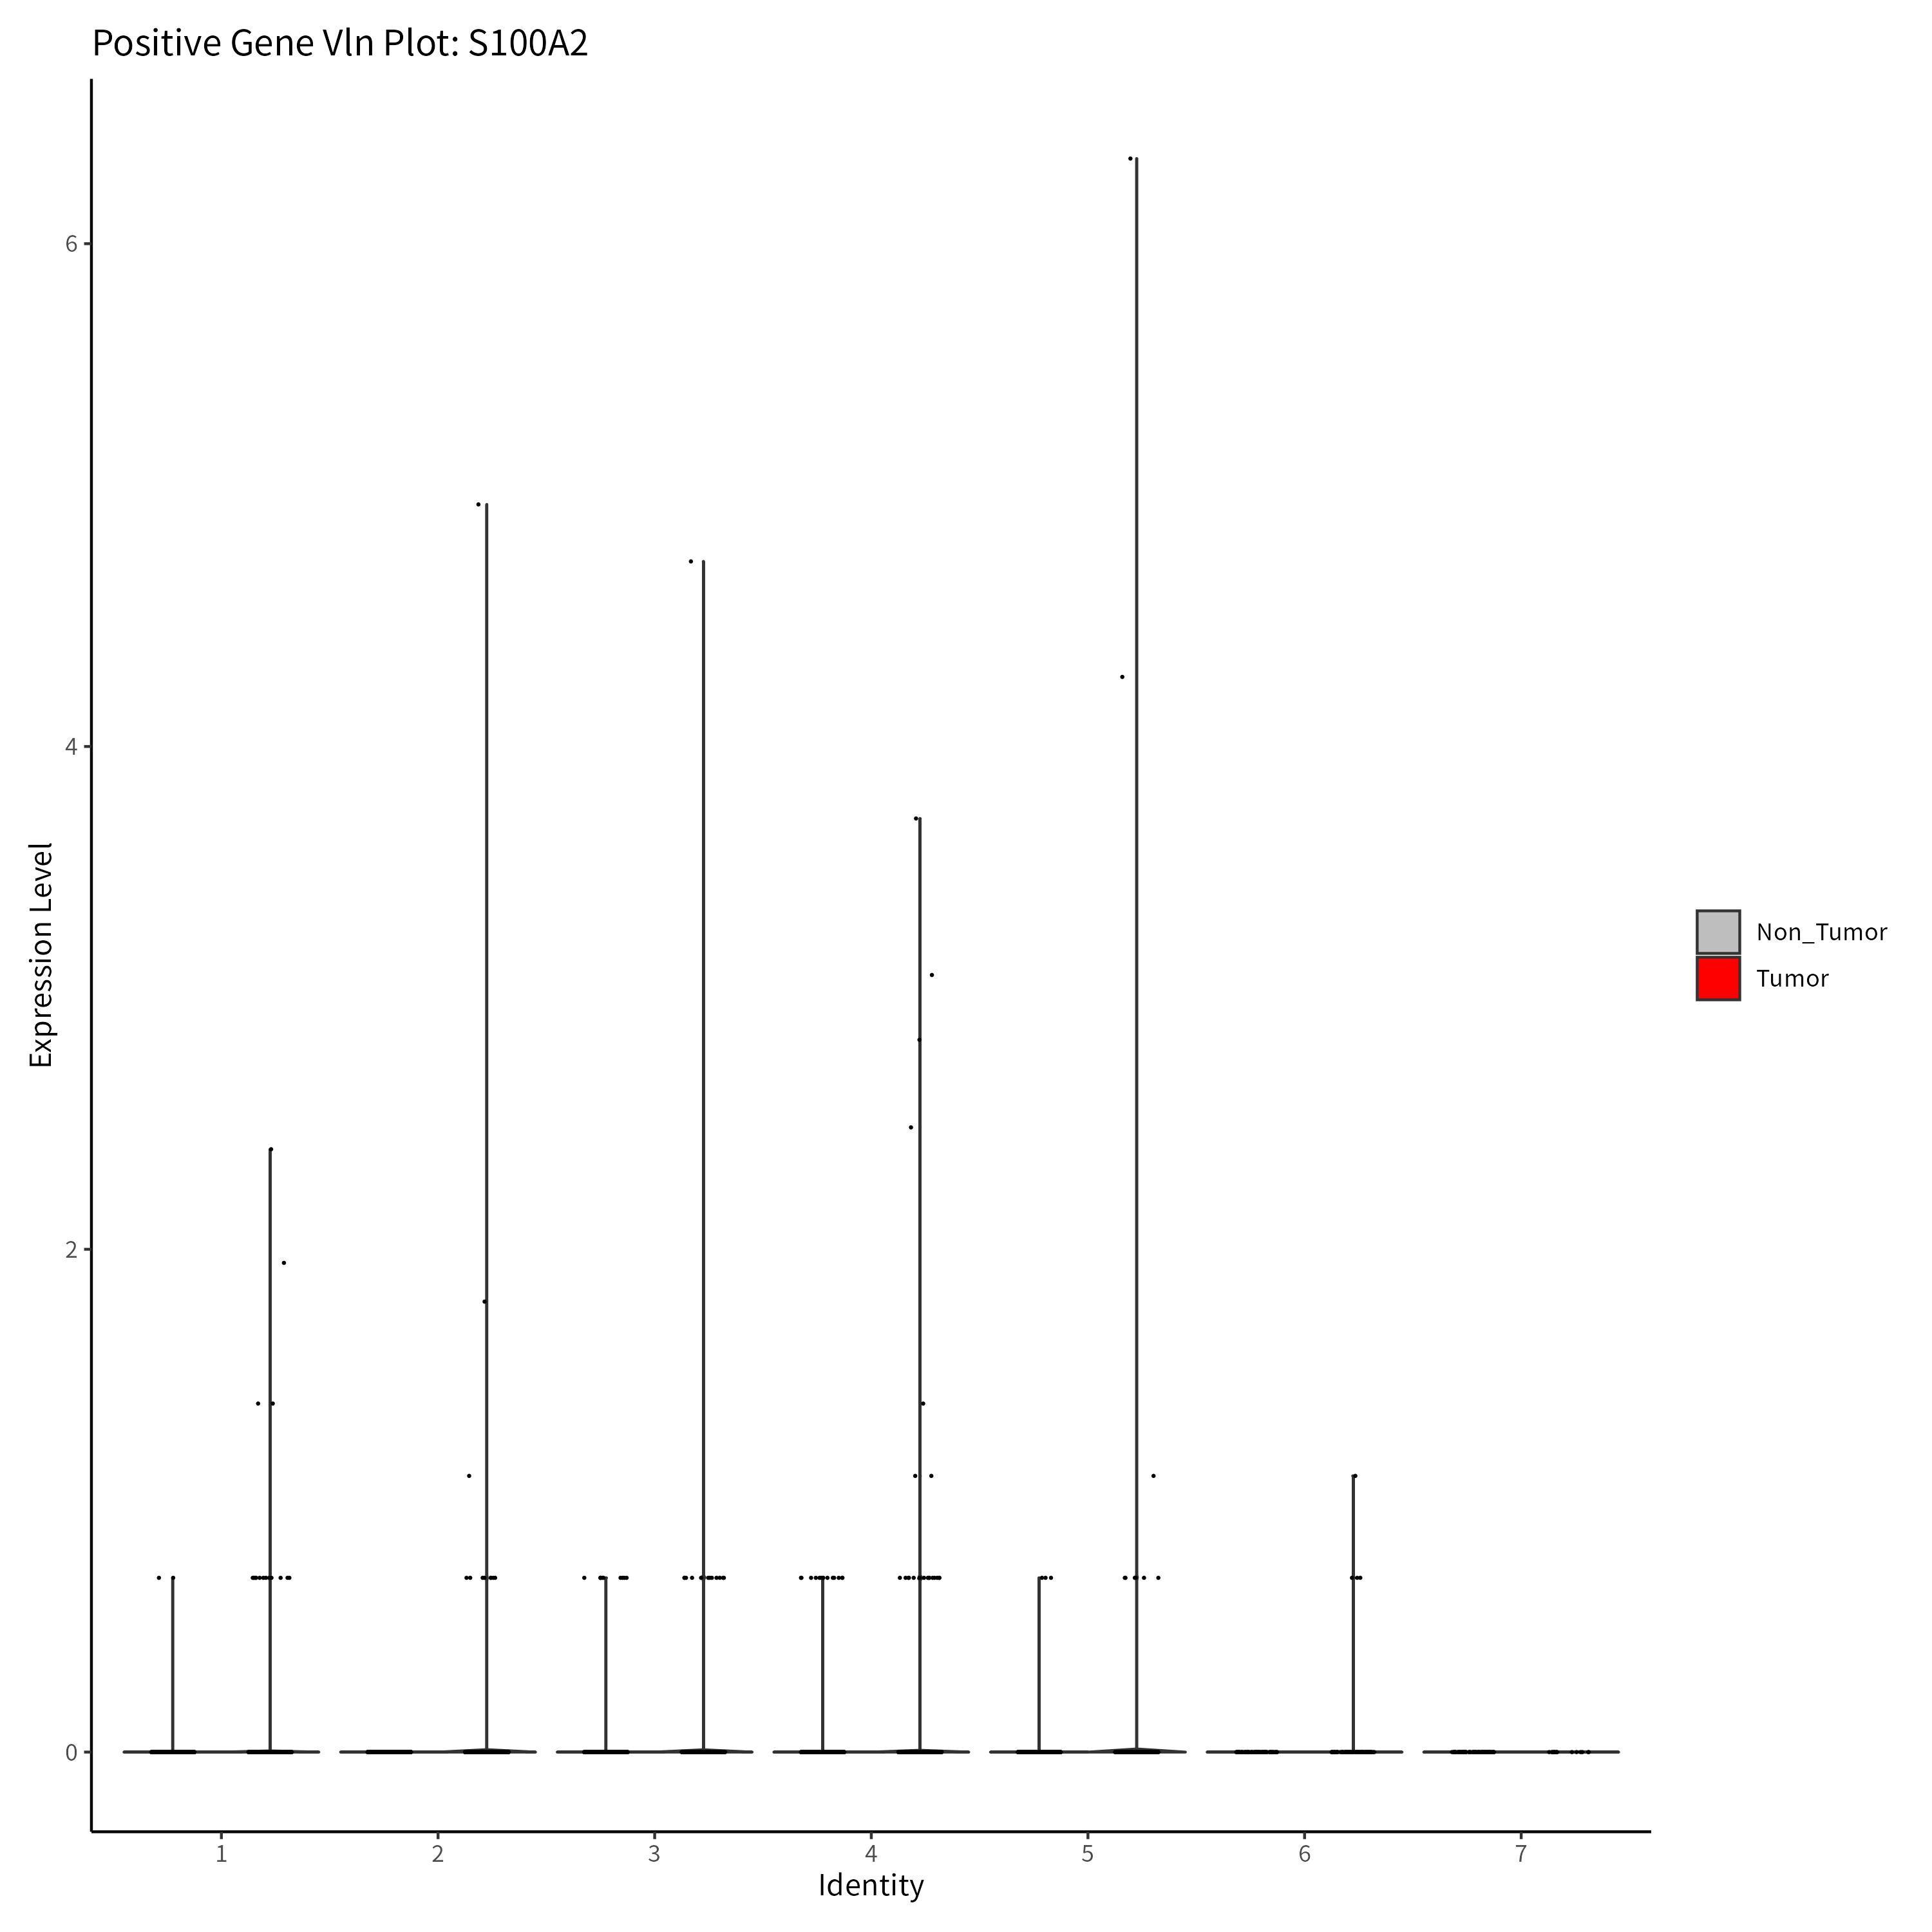 Positive Gene Vln Plot: S100A2
Expression Level
6
4
2
0
1 2 3 4 5 6 7
Identity
Non_Tumor
Tumor